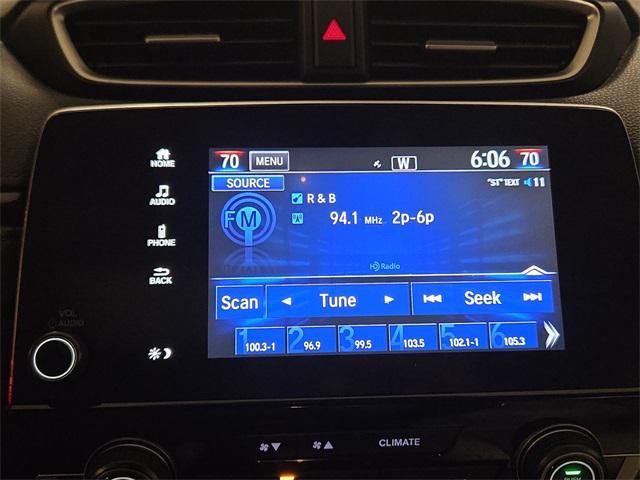 HOME
AUDIO
PHONE
BACK
VOL
AUDIO
70 MENU W 6:06 70
SOURCE "ST" TEXT 11
FM
R & B
94.1 MHz 2p-6p
HD Radio
Scan Tune Seek
1 2 3 4 5 6
100.3-1 96.9 99.5 103.5 102.1-1 105.3
CLIMATE
PUSH